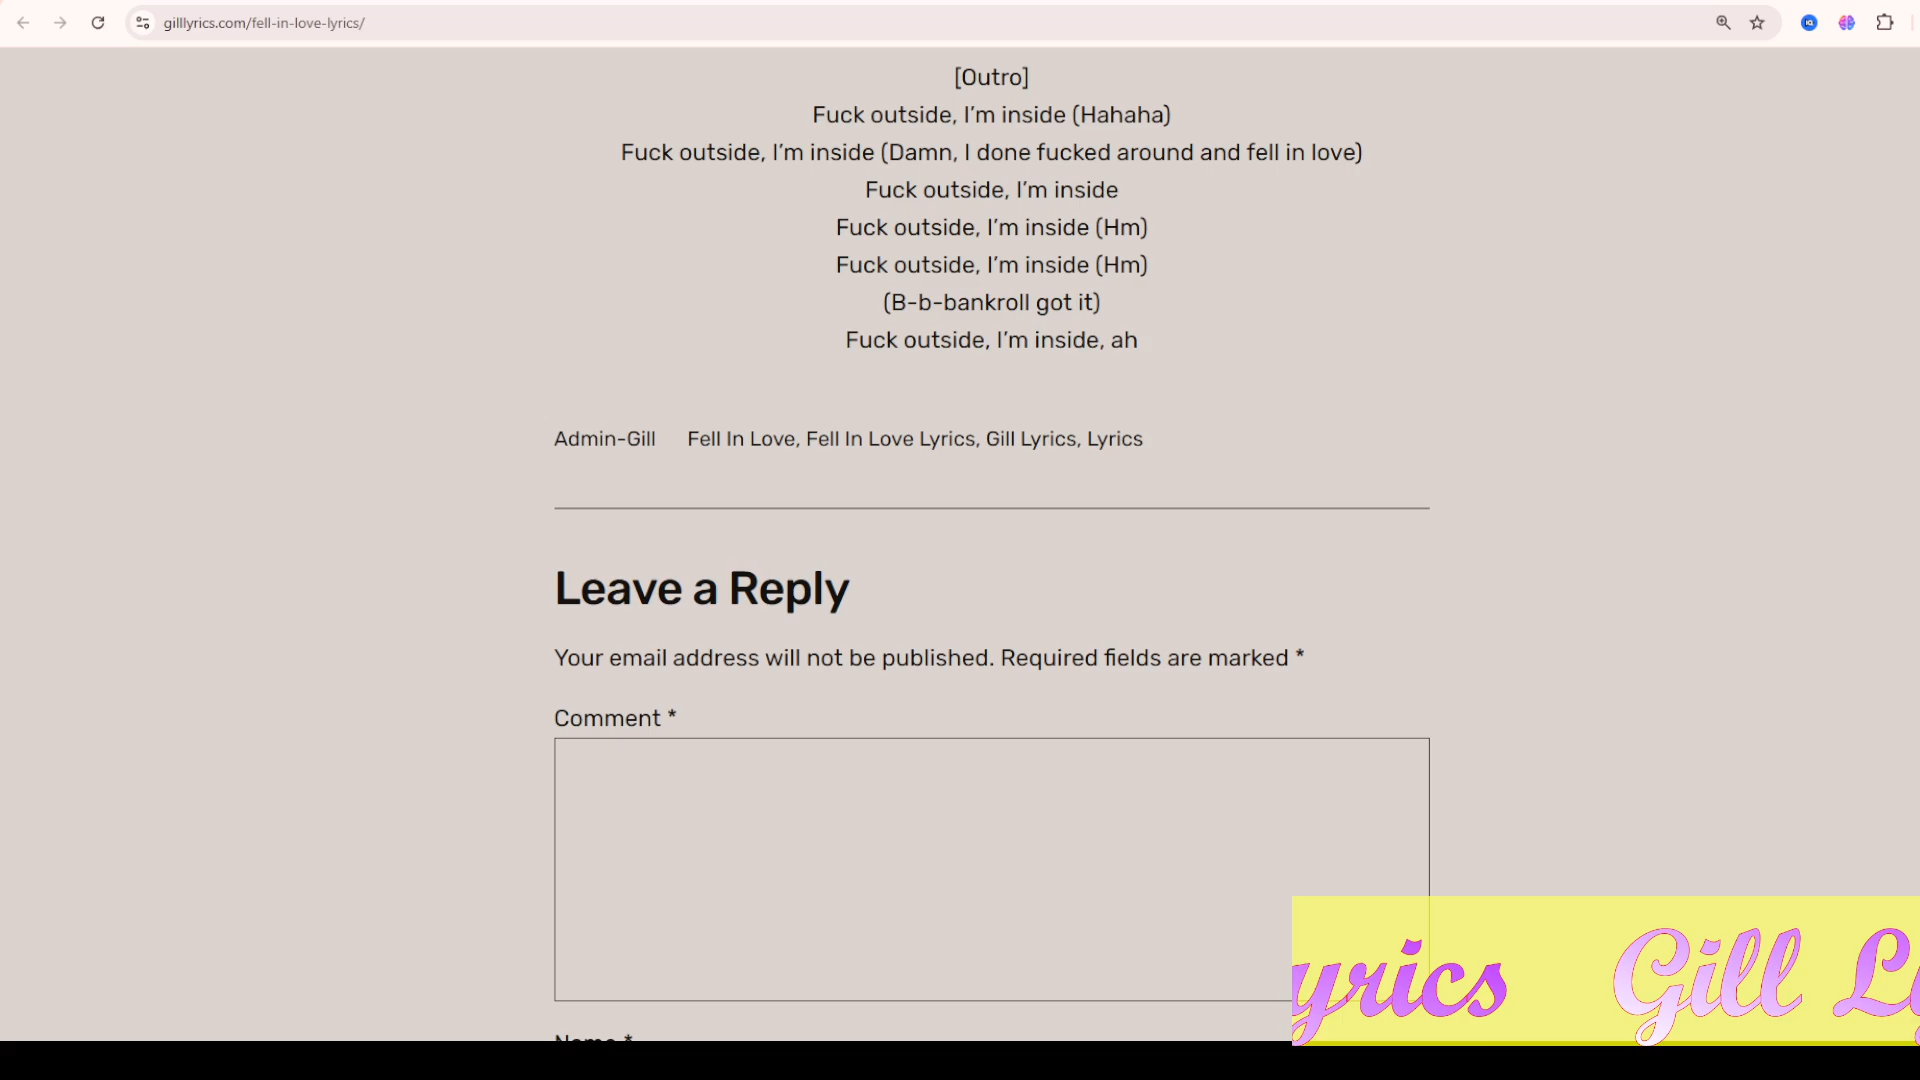 gilllyrics.com/fell-in-love-lyrics/
[Outro]
Fuck outside, I’m inside (Hahaha)
Fuck outside, I’m inside (Damn, I done fucked around and fell in love)
Fuck outside, I’m inside
Fuck outside, I’m inside (Hm)
Fuck outside, I’m inside (Hm)
(B-b-bankroll got it)
Fuck outside, I’m inside, ah
Admin-Gill Fell In Love, Fell In Love Lyrics, Gill Lyrics, Lyrics
Leave a Reply
Your email address will not be published. Required fields are marked *
Comment *
Name *
yrics Gill Ly